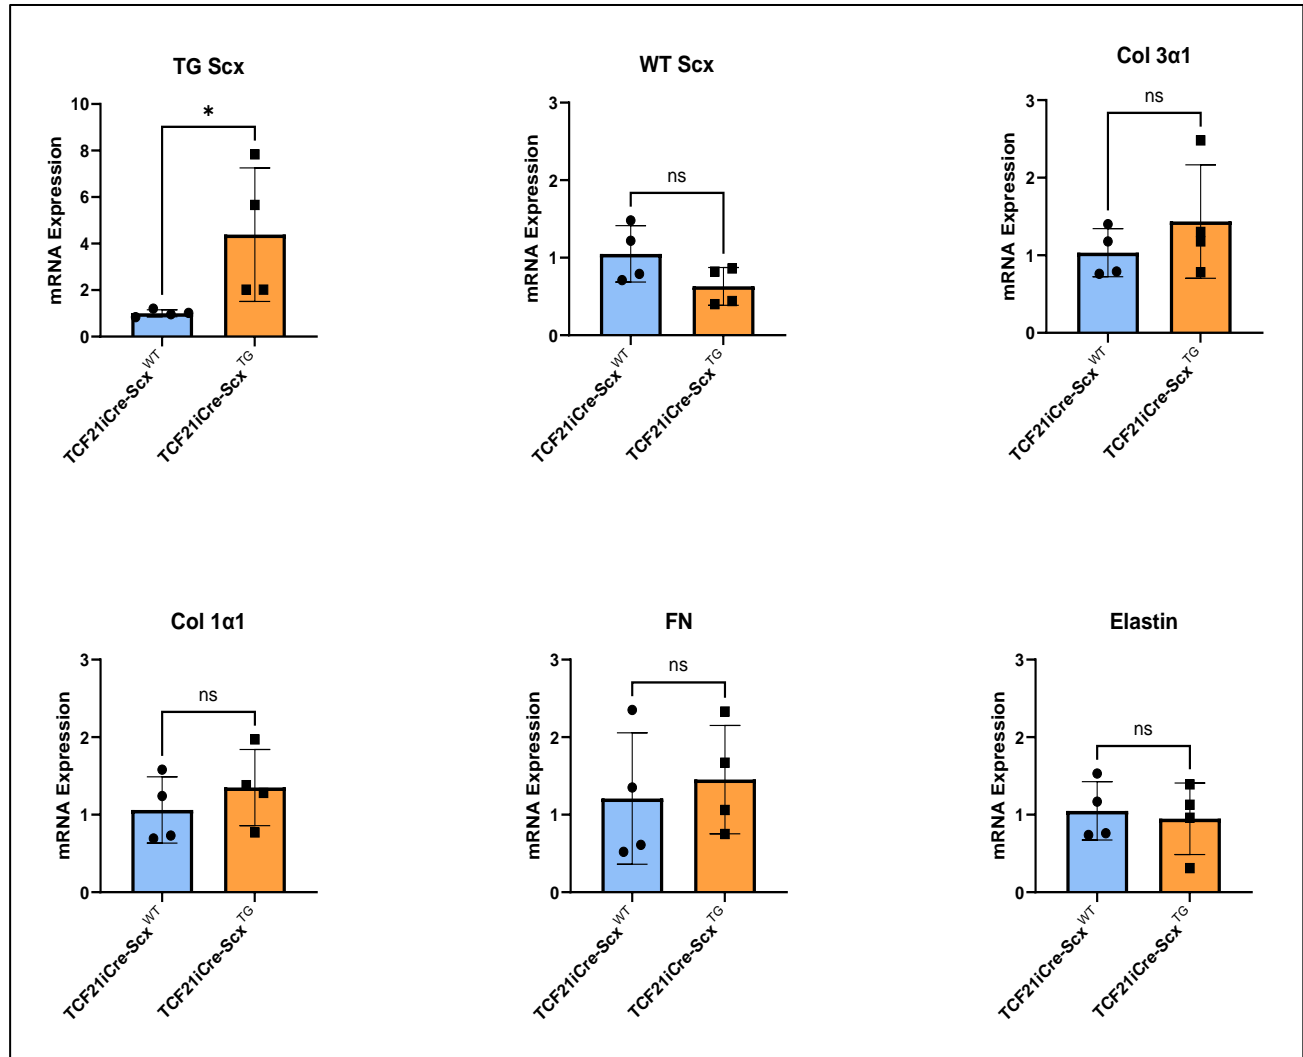 TG Scx
10
8
6
4
2
0
mRNA Expression
*
TCF21iCre-Scx^WT
TCF21iCre-Scx^TG
WT Scx
3
2
1
0
mRNA Expression
ns
TCF21iCre-Scx^WT
TCF21iCre-Scx^TG
Col 3α1
3
2
1
0
mRNA Expression
ns
TCF21iCre-Scx^WT
TCF21iCre-Scx^TG
Col 1α1
3
2
1
0
mRNA Expression
ns
TCF21iCre-Scx^WT
TCF21iCre-Scx^TG
FN
3
2
1
0
mRNA Expression
ns
TCF21iCre-Scx^WT
TCF21iCre-Scx^TG
Elastin
3
2
1
0
mRNA Expression
ns
TCF21iCre-Scx^WT
TCF21iCre-Scx^TG